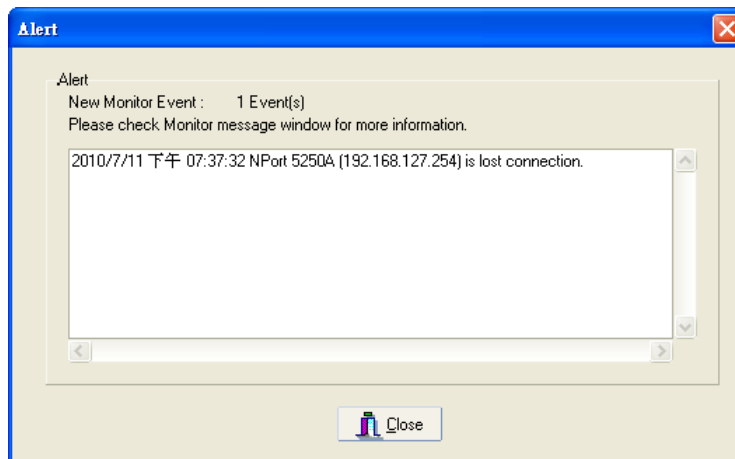 Alert
Alert
New Monitor Event : 1 Event(s)
Please check Monitor message window for more information.
2010/7/11 下午 07:37:32 NPort 5250A (192.168.127.254) is lost connection.
Close